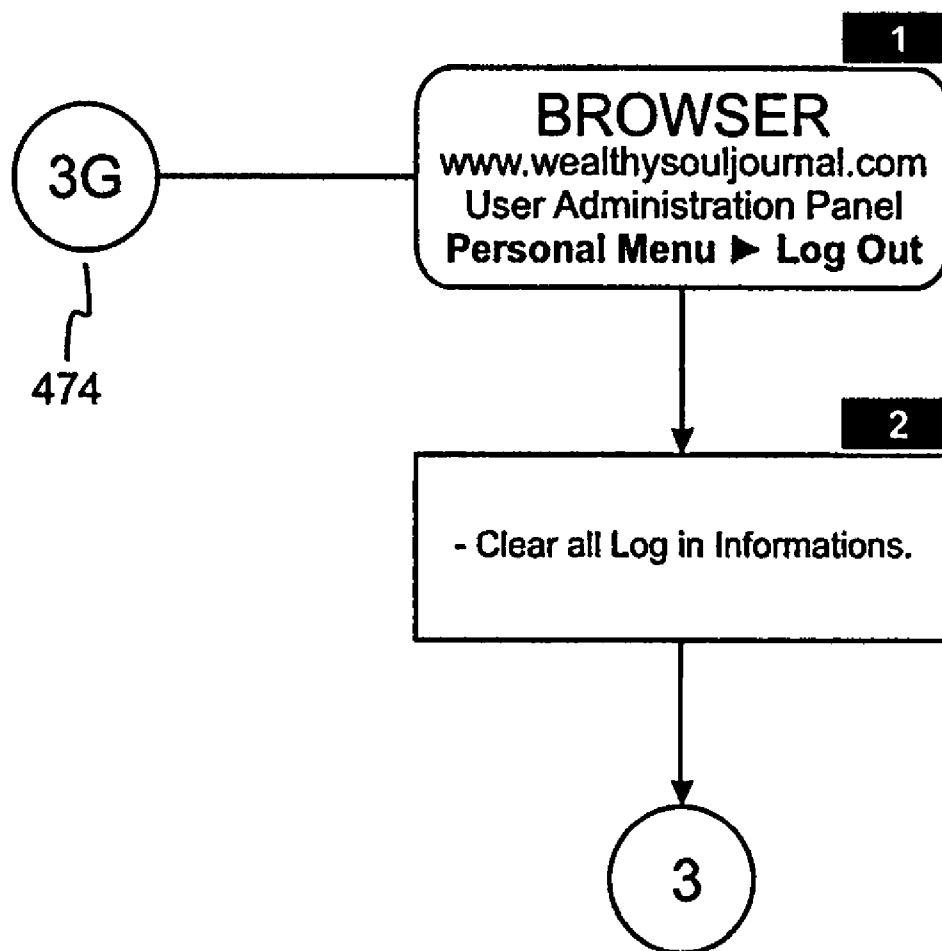 1
BROWSER
www.wealthysouljournal.com
User Administration Panel
Personal Menu ► Log Out
3G
474
2
- Clear all Log in Informations.
3